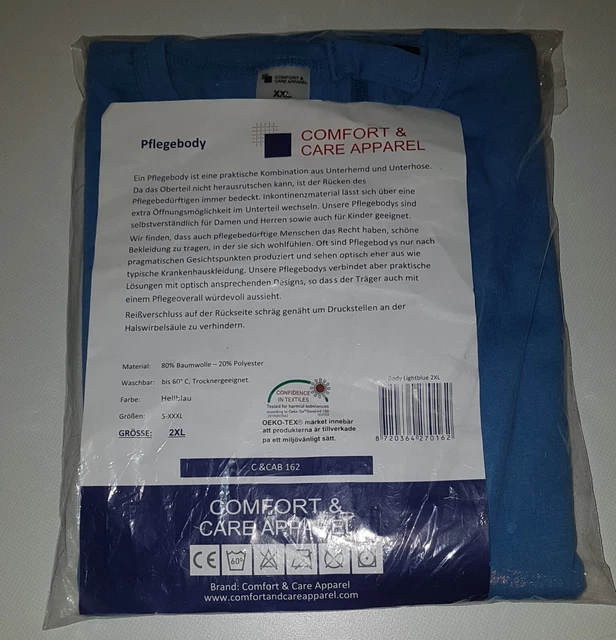 COMFORT &
CARE APPAREL
XXL
Pflegebody
COMFORT &
CARE APPAREL
Ein Pflegebody ist eine praktische Kombination aus Unterhemd und Unterhose.
Da das Oberteil nicht herausrutschen kann, ist der Rücken des
Pflegebedürftigen immer bedeckt. Inkontinenzmaterial lässt sich über eine
extra Öffnungsmöglichkeit im Unterteil wechseln. Unsere Pflegebodys sind
selbstverständlich für Damen und Herren sowie auch für Kinder geeignet.
Wir finden, dass auch pflegebedürftige Menschen das Recht haben, schöne
Bekleidung zu tragen, in der sie sich wohlfühlen. Oft sind Pflegebodys nur nach
pragmatischen Gesichtspunkten produziert und sehen optisch eher aus wie
typische Krankenhauskleidung. Unsere Pflegebodys verbindet aber praktische
Lösungen mit optisch ansprechenden Designs, so dass der Träger auch mit
einem Pflegeoverall würdevoll aussieht.
Reißverschluss auf der Rückseite schräg genäht um Druckstellen an der
Halswirbelsäule zu verhindern.
Material: 80% Baumwolle – 20% Polyester
Waschbar: bis 60° C, Trocknergeeignet
Farbe: Hellblau
Größen: S-XXXL
GRÖSSE: 2XL
CONFIDENCE
IN TEXTILES
Tested for harmful substances
OEKO-TEX® märket innebär
att produkterna är tillverkade
på ett miljövänligt sätt.
Body Lightblue 2XL
8 720364 270162
C &CAB 162
COMFORT &
CARE APPAREL
CE 60°
Brand: Comfort & Care Apparel
www.comfortandcareapparel.com